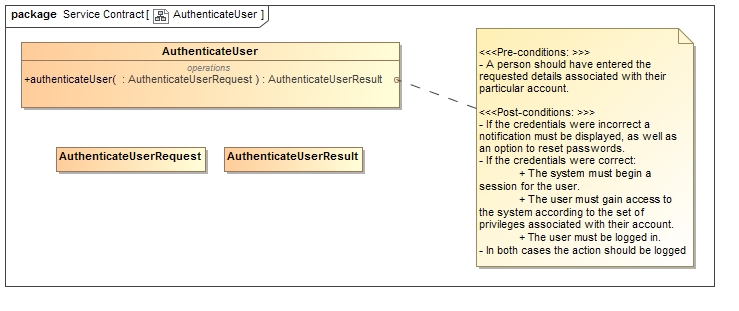 package Service Contract [ AuthenticateUser ]
AuthenticateUser
operations
+authenticateUser( : AuthenticateUserRequest ) : AuthenticateUserResult
AuthenticateUserRequest
AuthenticateUserResult
<<<Pre-conditions: >>>
- A person should have entered the
requested details associated with their
particular account.
<<<Post-conditions: >>>
- If the credentials were incorrect a
notification must be displayed, as well as
an option to reset passwords.
- If the credentials were correct:
+ The system must begin a
session for the user.
+ The user must gain access to
the system according to the set of
privileges associated with their account.
+ The user must be logged in.
- In both cases the action should be logged